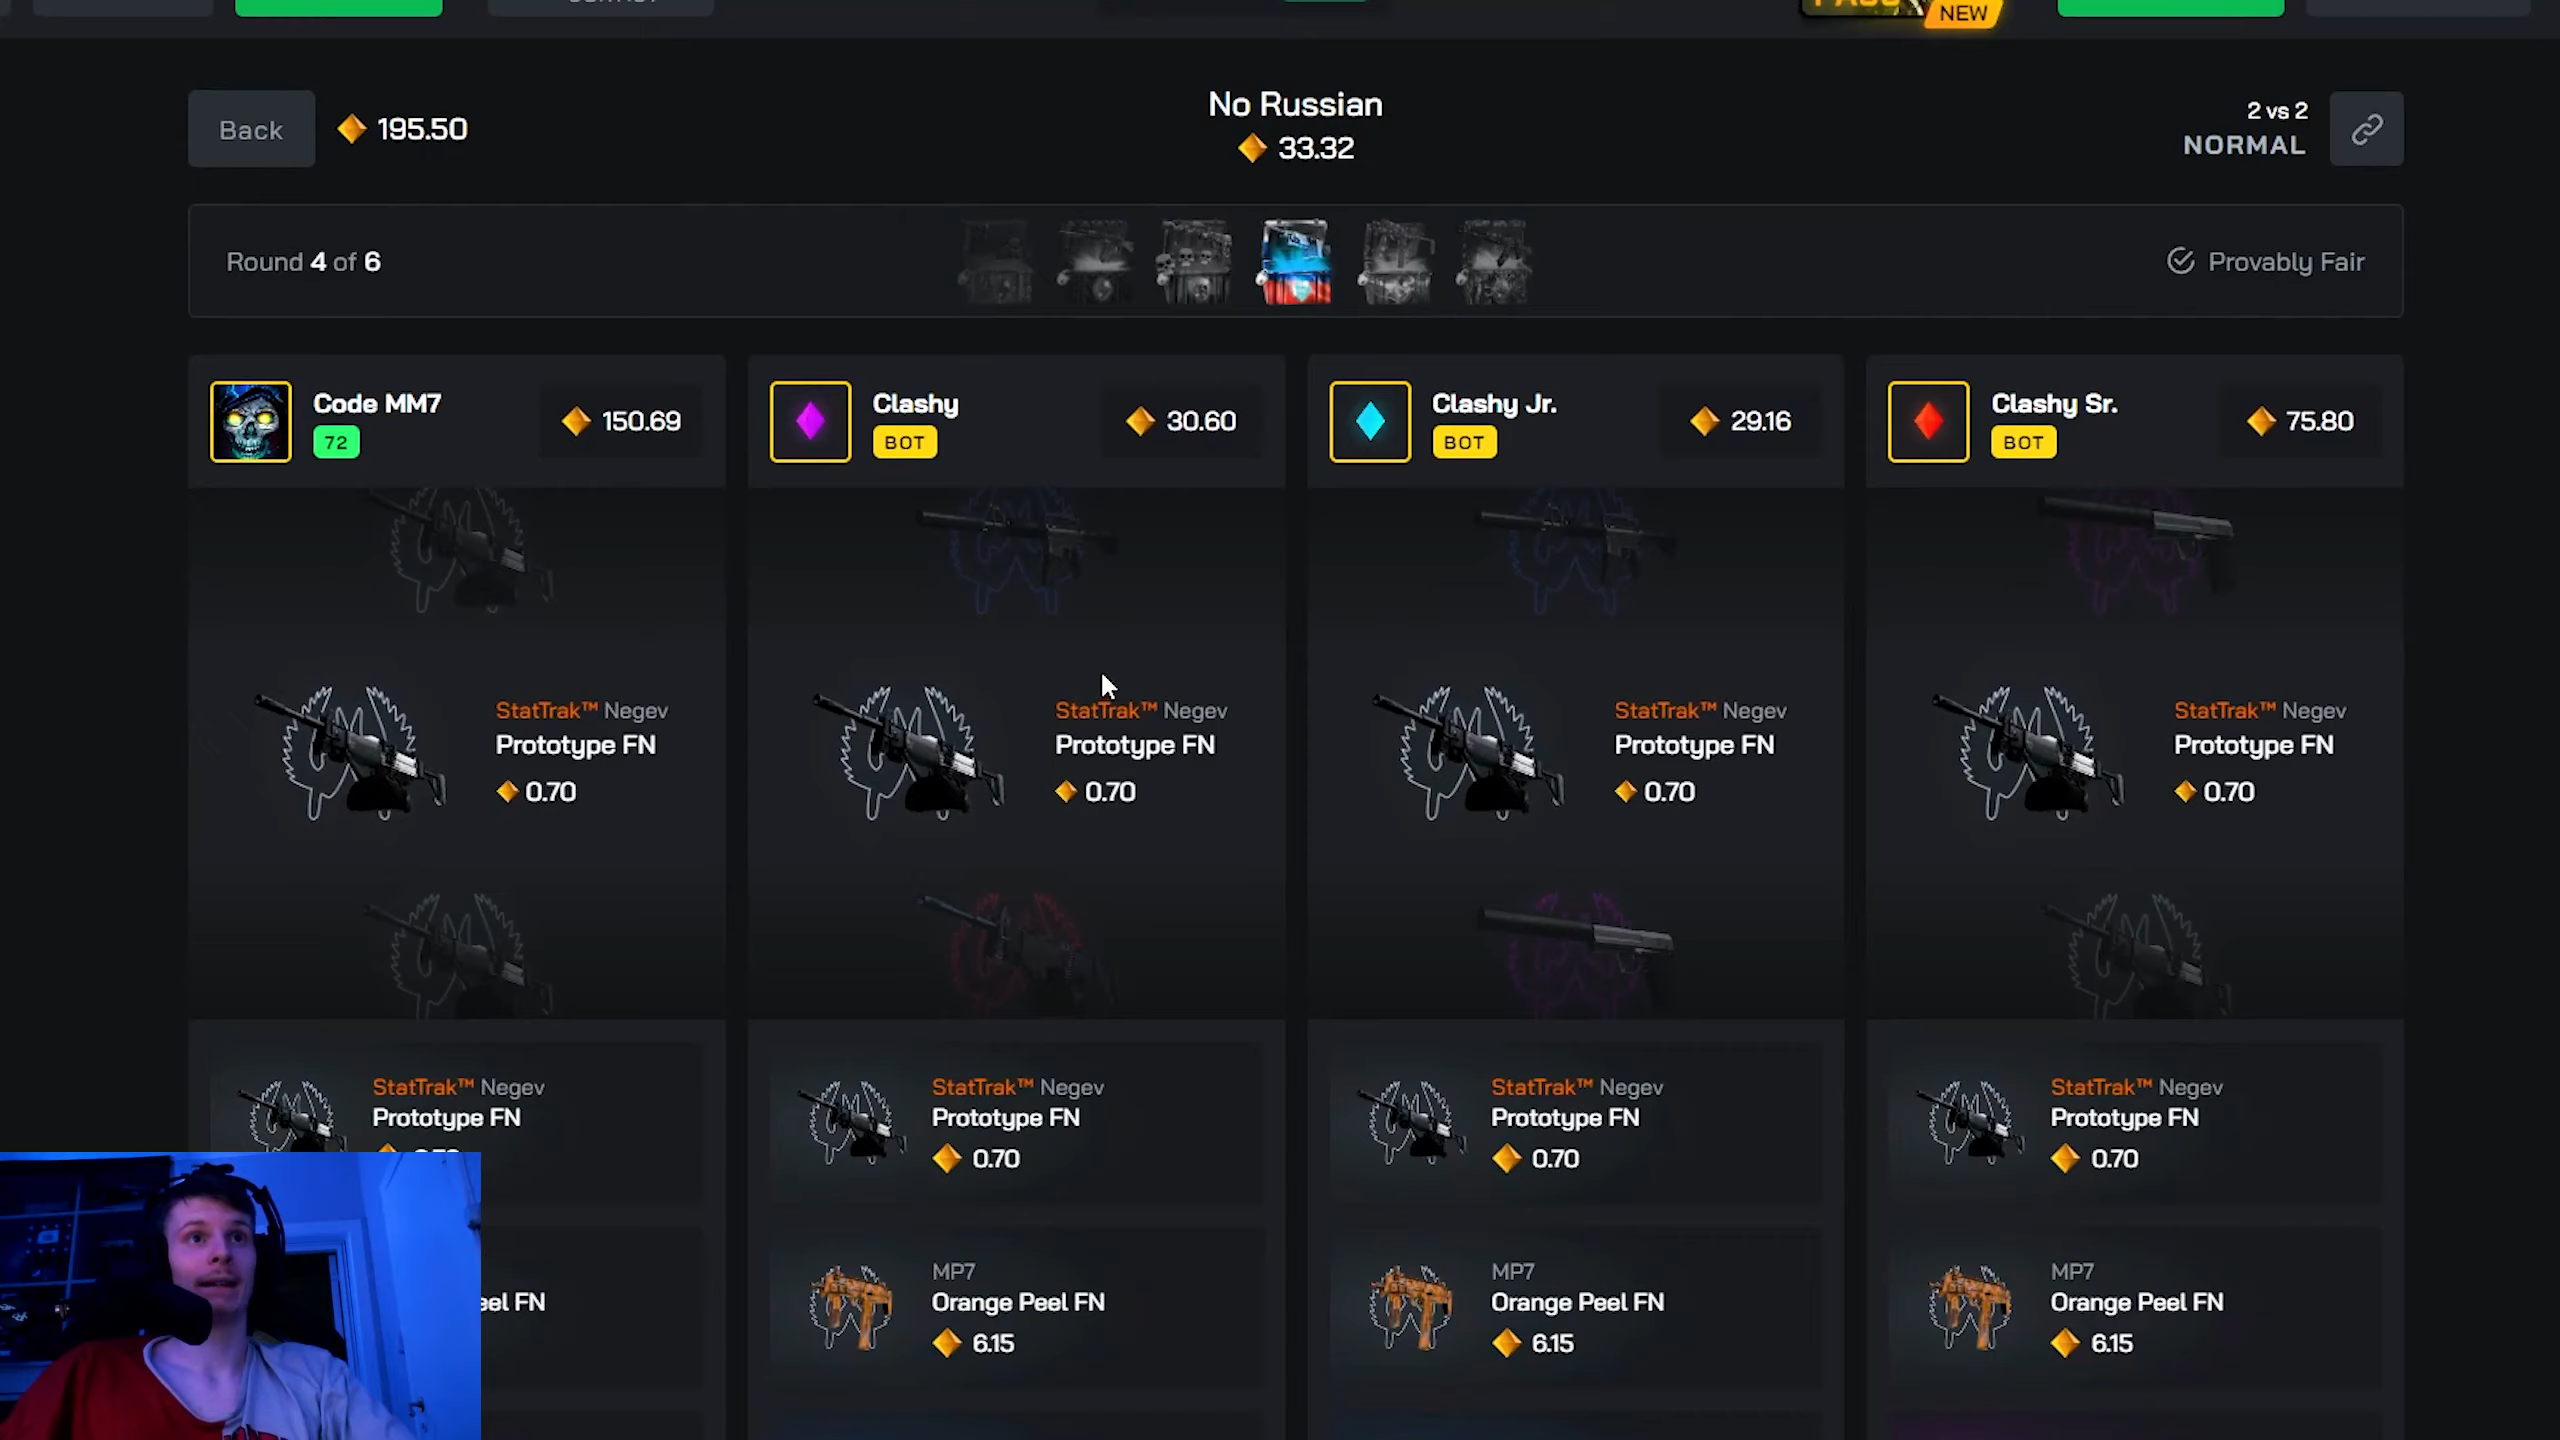 NEW
Back
195.50
No Russian
33.32
2 vs 2
NORMAL
Round 4 of 6
Provably Fair
Code MM7
72
150.69
Clashy
BOT
30.60
Clashy Jr.
BOT
29.16
Clashy Sr.
BOT
75.80
StatTrak™ Negev
Prototype FN
0.70
StatTrak™ Negev
Prototype FN
0.70
StatTrak™ Negev
Prototype FN
0.70
StatTrak™ Negev
Prototype FN
0.70
StatTrak™ Negev
Prototype FN
StatTrak™ Negev
Prototype FN
0.70
StatTrak™ Negev
Prototype FN
0.70
StatTrak™ Negev
Prototype FN
0.70
eel FN
MP7
Orange Peel FN
6.15
MP7
Orange Peel FN
6.15
MP7
Orange Peel FN
6.15